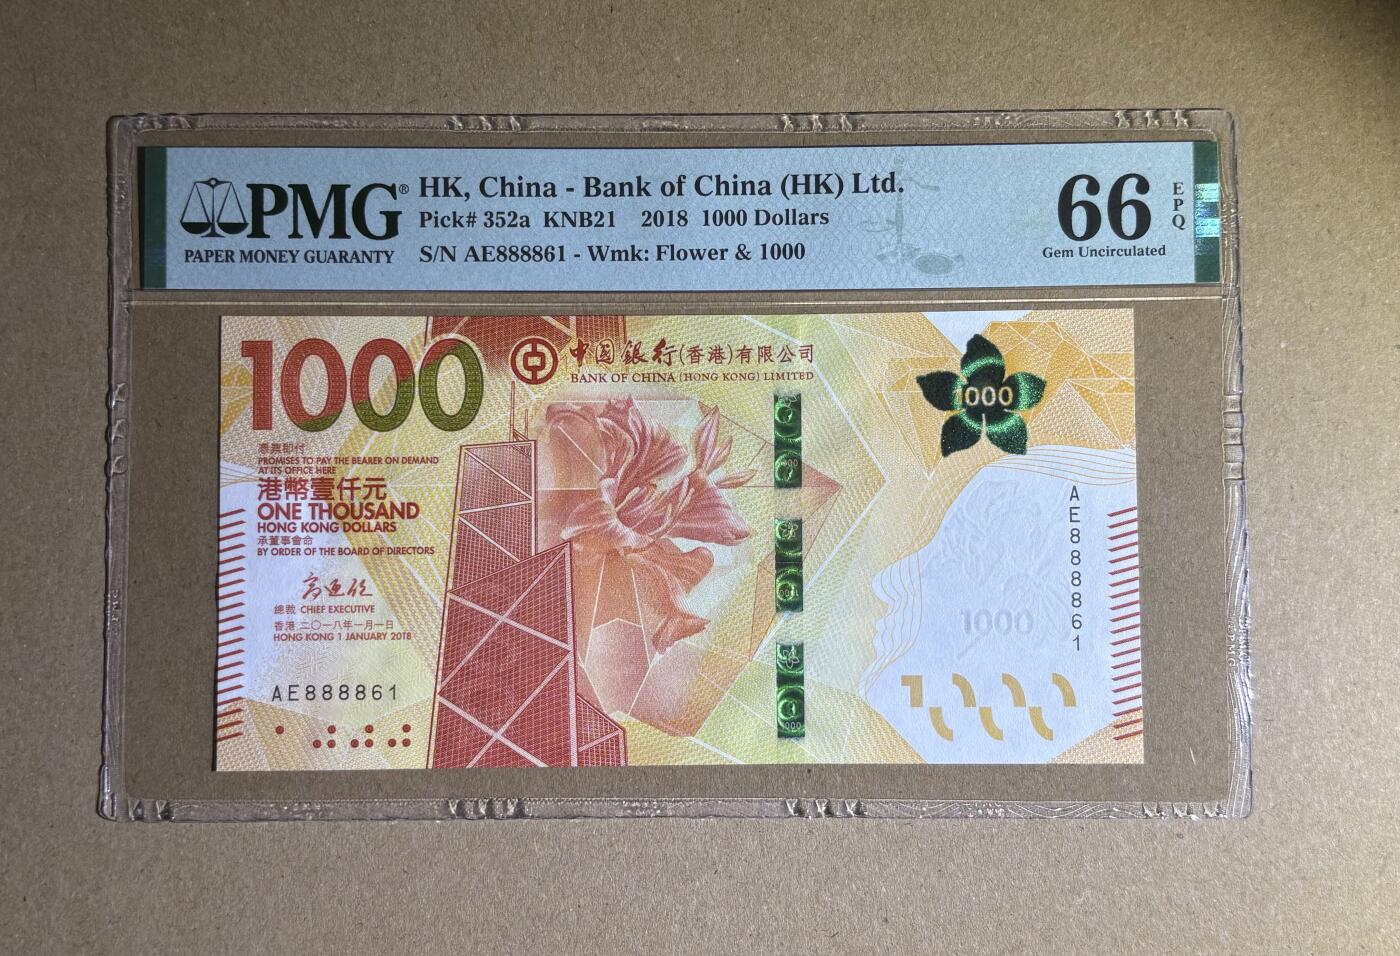 PMG®
PAPER MONEY GUARANTY
HK, China - Bank of China (HK) Ltd.
Pick# 352a KNB21 2018 1000 Dollars
S/N AE888861 - Wmk: Flower & 1000
66
EPQ
Gem Uncirculated
1000
中国銀行(香港)有限公司
BANK OF CHINA (HONG KONG) LIMITED
1000
憑票即付
PROMISES TO PAY THE BEARER ON DEMAND
AT ITS OFFICE HERE
港幣壹仟元
ONE THOUSAND
HONG KONG DOLLARS
承董事會命
BY ORDER OF THE BOARD OF DIRECTORS
高迎欣
總裁 CHIEF EXECUTIVE
香港 二〇一八年一月一日
HONG KONG 1 JANUARY 2018
AE888861
AE888861
1000
1000